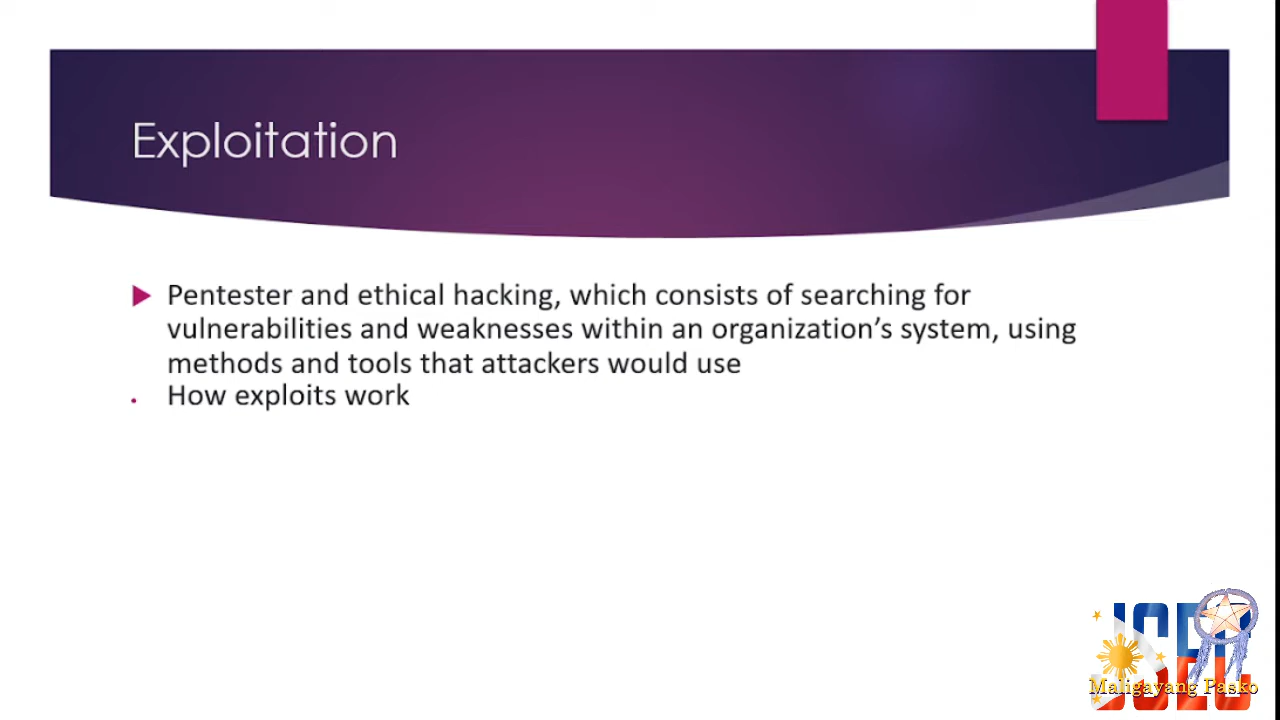 Exploitation
Pentester and ethical hacking, which consists of searching for
vulnerabilities and weaknesses within an organization’s system, using
methods and tools that attackers would use
How exploits work
Maligayang Pasko